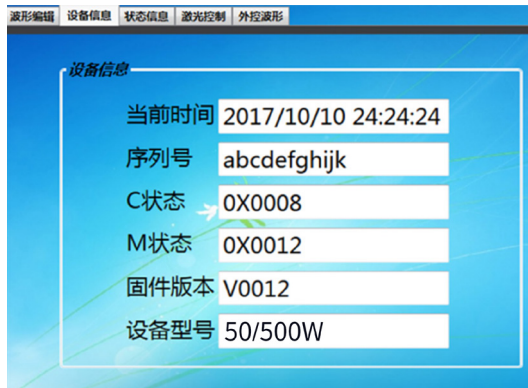 波形编辑 设备信息 状态信息 激光控制 外控波形
设备信息
当前时间 2017/10/10 24:24:24
序列号 abcdefghijk
C状态 0X0008
M状态 0X0012
固件版本 V0012
设备型号 50/500W